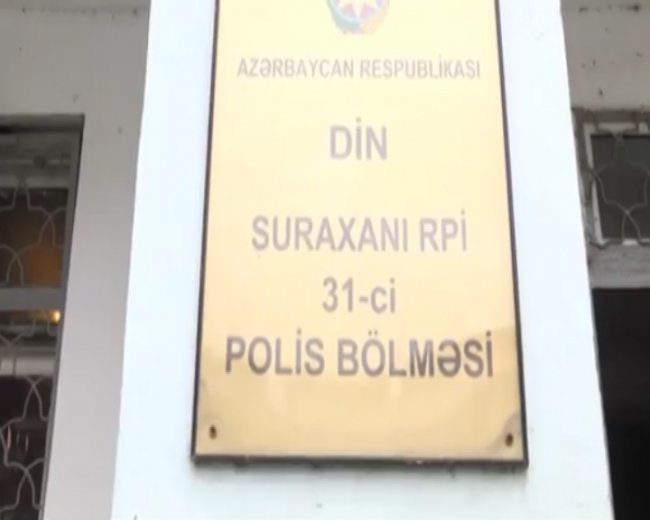 AZƏRBAYCAN RESPUBLİKASI
DİN
SURAXANI RPİ
31-ci
POLİS BÖLMƏSİ